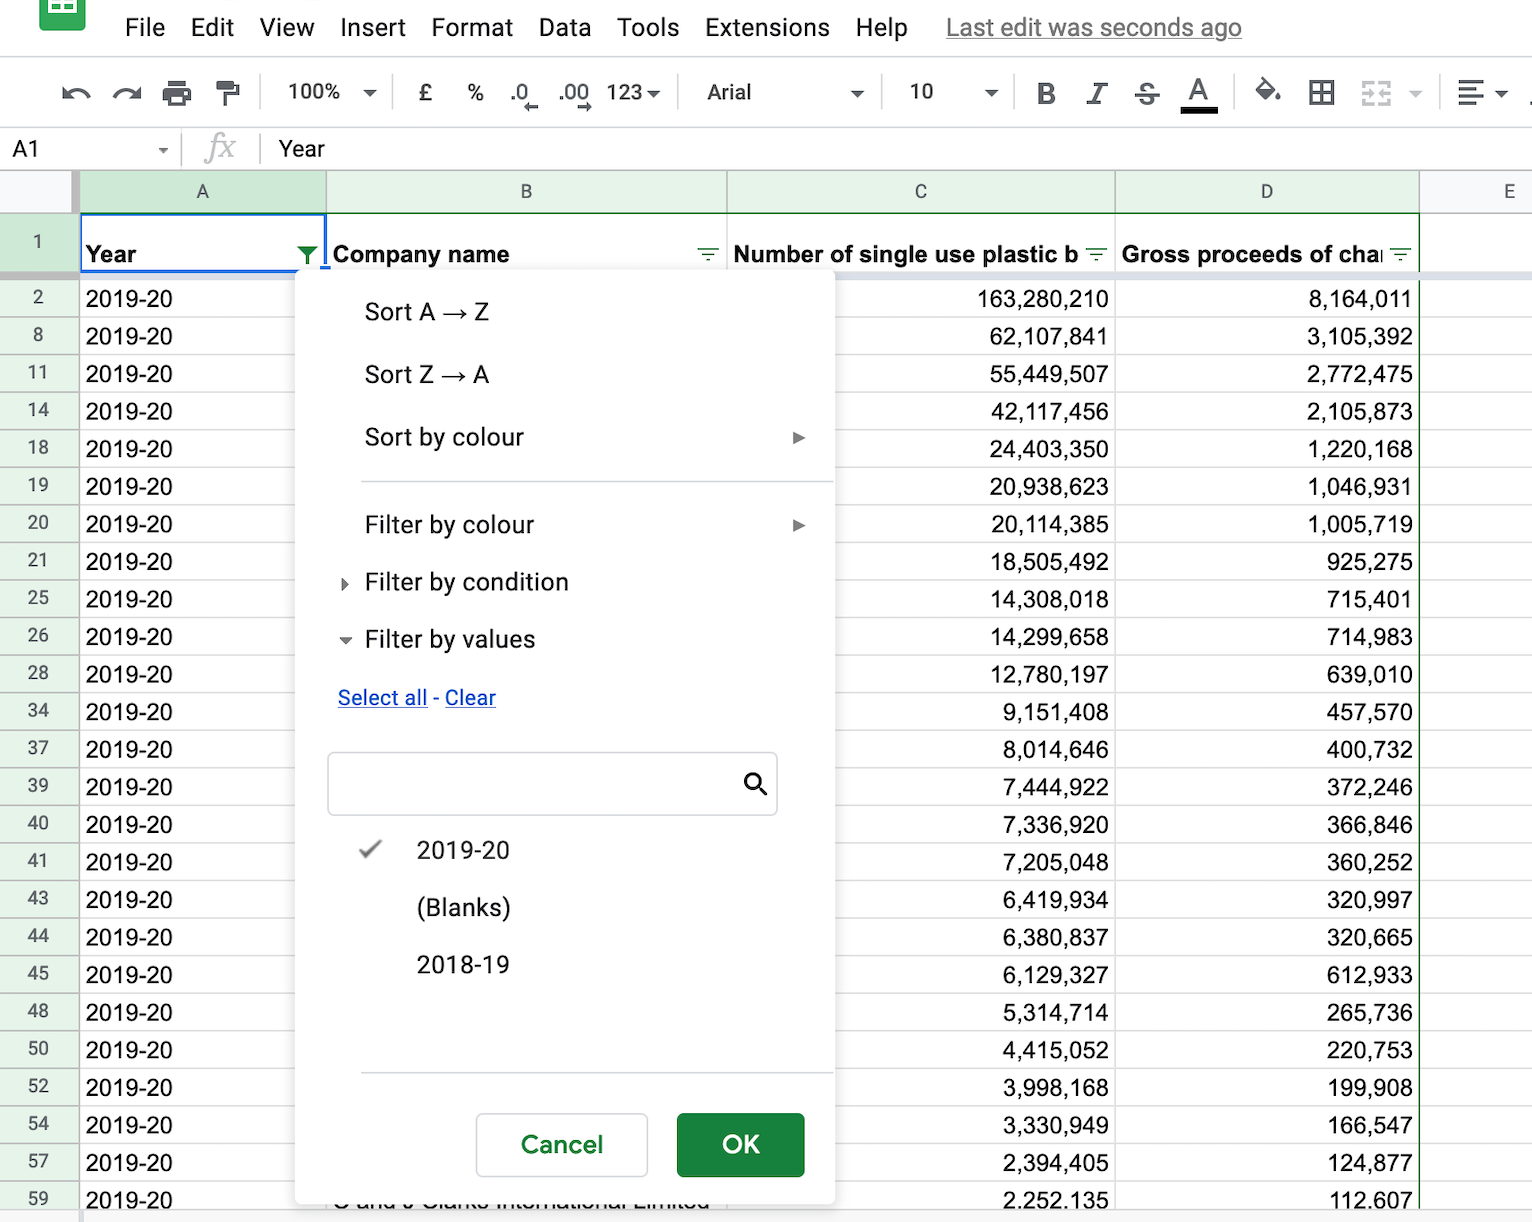 File Edit View Insert Format Data Tools Extensions Help Last edit was seconds ago
100% £ % .0 .00 123 Arial 10 B I S A
A1 fx Year
A B C D E
1 Year Company name Number of single use plastic b Gross proceeds of cha
2 2019-20 163,280,210 8,164,011
Sort A → Z
8 2019-20 62,107,841 3,105,392
11 2019-20 Sort Z → A 55,449,507 2,772,475
14 2019-20 42,117,456 2,105,873
Sort by colour
18 2019-20 24,403,350 1,220,168
19 2019-20 20,938,623 1,046,931
20 2019-20 Filter by colour 20,114,385 1,005,719
21 2019-20 18,505,492 925,275
Filter by condition
25 2019-20 14,308,018 715,401
26 2019-20 Filter by values 14,299,658 714,983
28 2019-20 12,780,197 639,010
Select all - Clear
34 2019-20 9,151,408 457,570
37 2019-20 8,014,646 400,732
39 2019-20 7,444,922 372,246
40 2019-20 7,336,920 366,846
41 2019-20 2019-20 7,205,048 360,252
43 2019-20 (Blanks) 6,419,934 320,997
44 2019-20 6,380,837 320,665
45 2019-20 2018-19 6,129,327 612,933
48 2019-20 5,314,714 265,736
50 2019-20 4,415,052 220,753
52 2019-20 3,998,168 199,908
54 2019-20 3,330,949 166,547
Cancel OK
57 2019-20 2,394,405 124,877
59 2019-20 C and J Clarks International Limited 2,252,135 112,607